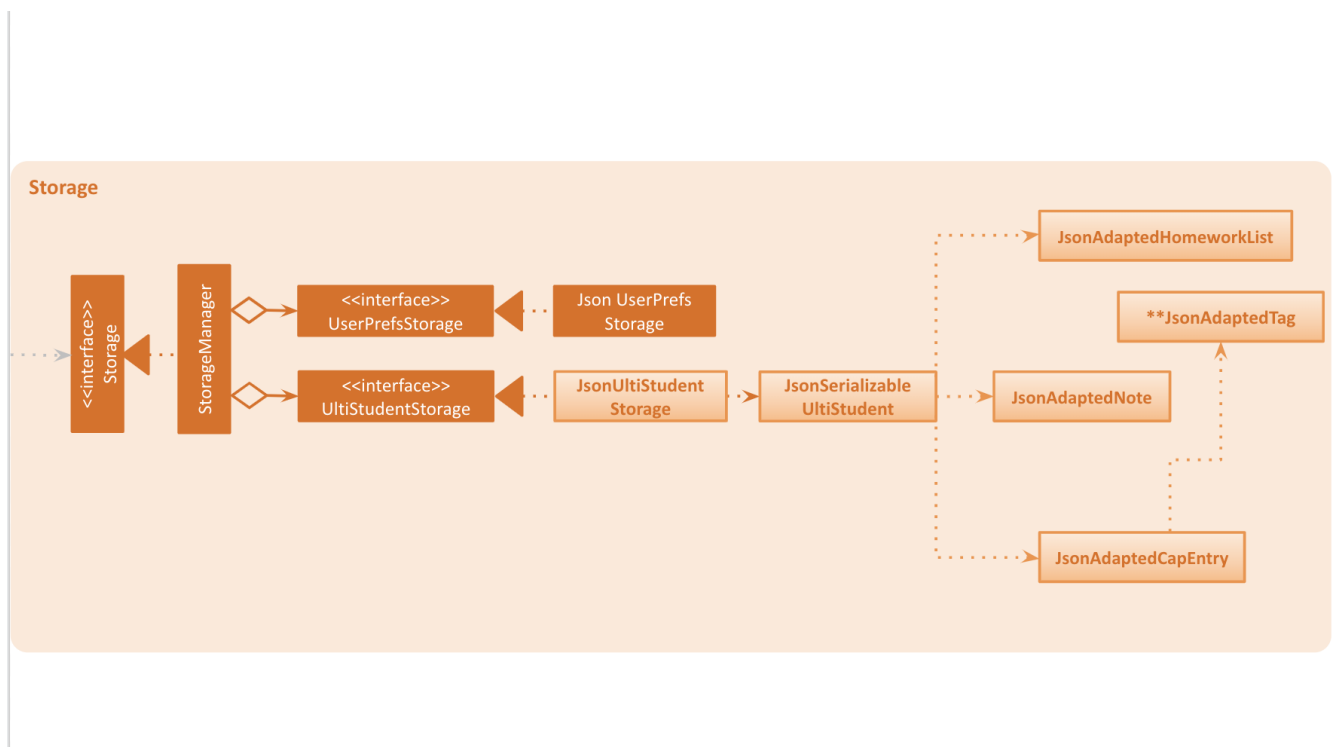 Storage
<<interface>>
Storage
StorageManager
<<interface>>
UserPrefsStorage
Json UserPrefs
Storage
<<interface>>
UltiStudentStorage
JsonUltiStudent
Storage
JsonSerializable
UltiStudent
JsonAdaptedHomeworkList
**JsonAdaptedTag
JsonAdaptedNote
JsonAdaptedCapEntry